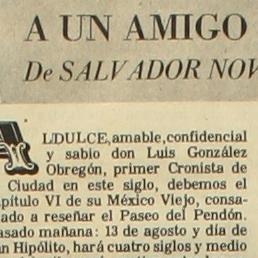 A UN AMIGO
De SALVADOR NOV
AL DULCE, amable, confidencial
y sabio don Luis González
Obregón, primer Cronista de
Ciudad en este siglo, debemos el
pítulo VI de su México Viejo, consa-
ado a reseñar el Paseo del Pendón.
asado mañana: 13 de agosto y día de
n Hipólito, hará cuatro siglos y medio